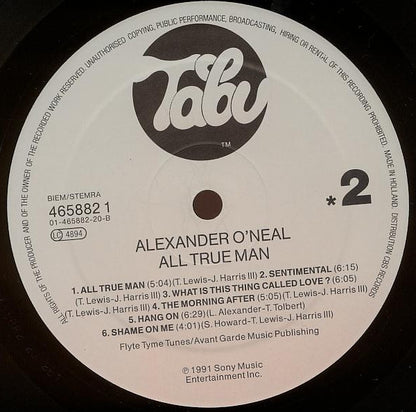 ALL RIGHTS OF THE PRODUCER AND OF THE OWNER OF THE RECORDED WORK RESERVED. UNAUTHORISED COPYING, PUBLIC PERFORMANCE, BROADCASTING, HIRING OR RENTAL OF THIS RECORDING PROHIBITED. MADE IN HOLLAND. DISTRIBUTION CBS RECORDS
Tabu
TM
BIEM/STEMRA
465882 1
01-465882-20-B
LC 4894
*2
ALEXANDER O'NEAL
ALL TRUE MAN
1. ALL TRUE MAN (5:04) (T. Lewis-J. Harris III) 2. SENTIMENTAL (6:15)
(T. Lewis-J. Harris III) 3. WHAT IS THIS THING CALLED LOVE? (6:05)
(T. Lewis-J. Harris III) 4. THE MORNING AFTER (5:05) (T. Lewis-J. Harris III)
5. HANG ON (6:29) (L. Alexander-T. Tolbert)
6. SHAME ON ME (4:01) (S. Howard-T. Lewis-J. Harris III)
Flyte Tyme Tunes/Avant Garde Music Publishing
℗ 1991 Sony Music
Entertainment Inc.